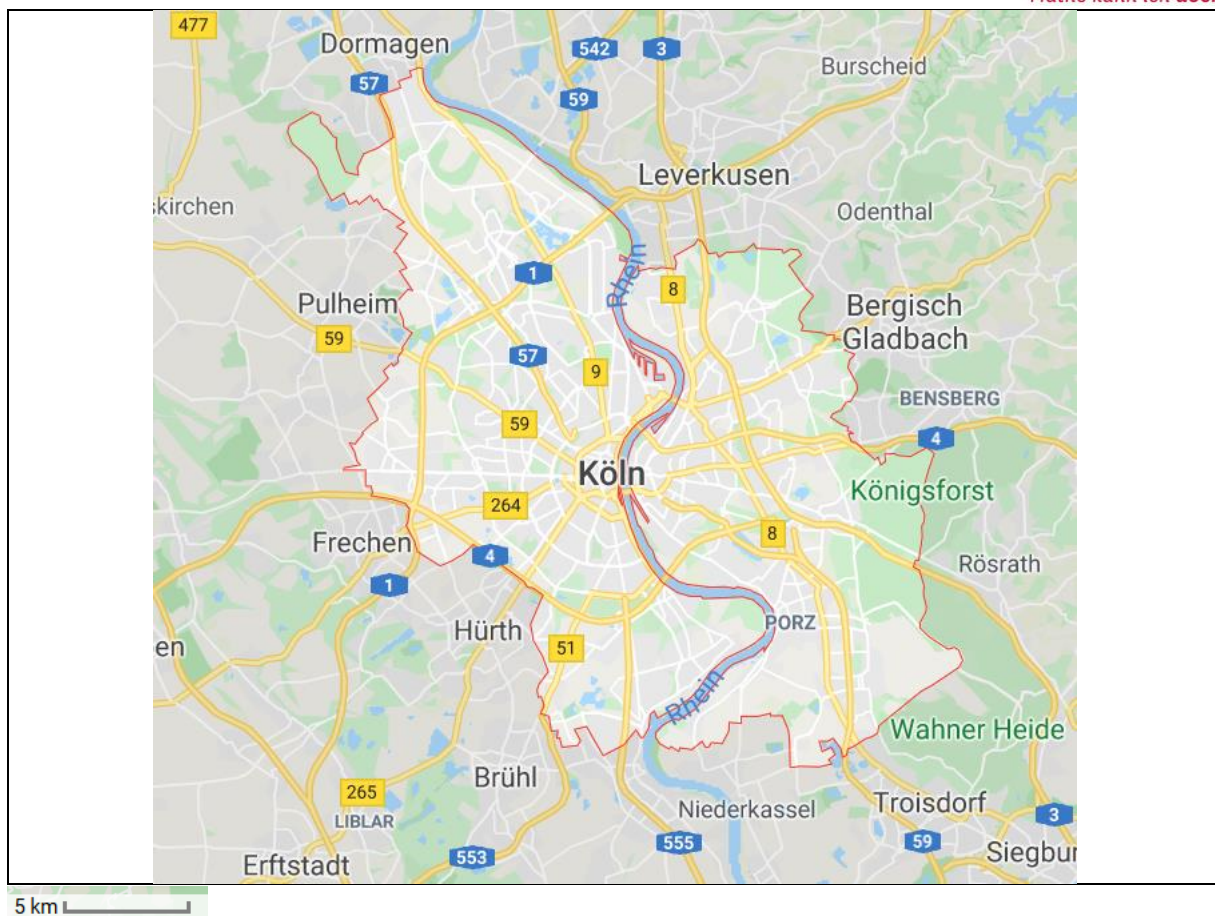 477
Dormagen
542
3
57
59
Burscheid
Leverkusen
skirchen
Odenthal
Rhein
1
8
Pulheim
Bergisch
Gladbach
59
57
9
BENSBERG
59
4
Köln
Königsforst
264
8
Frechen
4
Rösrath
1
PORZ
Hürth
51
en
Rhein
Wahner Heide
Brühl
265
Niederkassel
Troisdorf
LIBLAR
3
555
59
Siegbur
553
Erftstadt
5 km